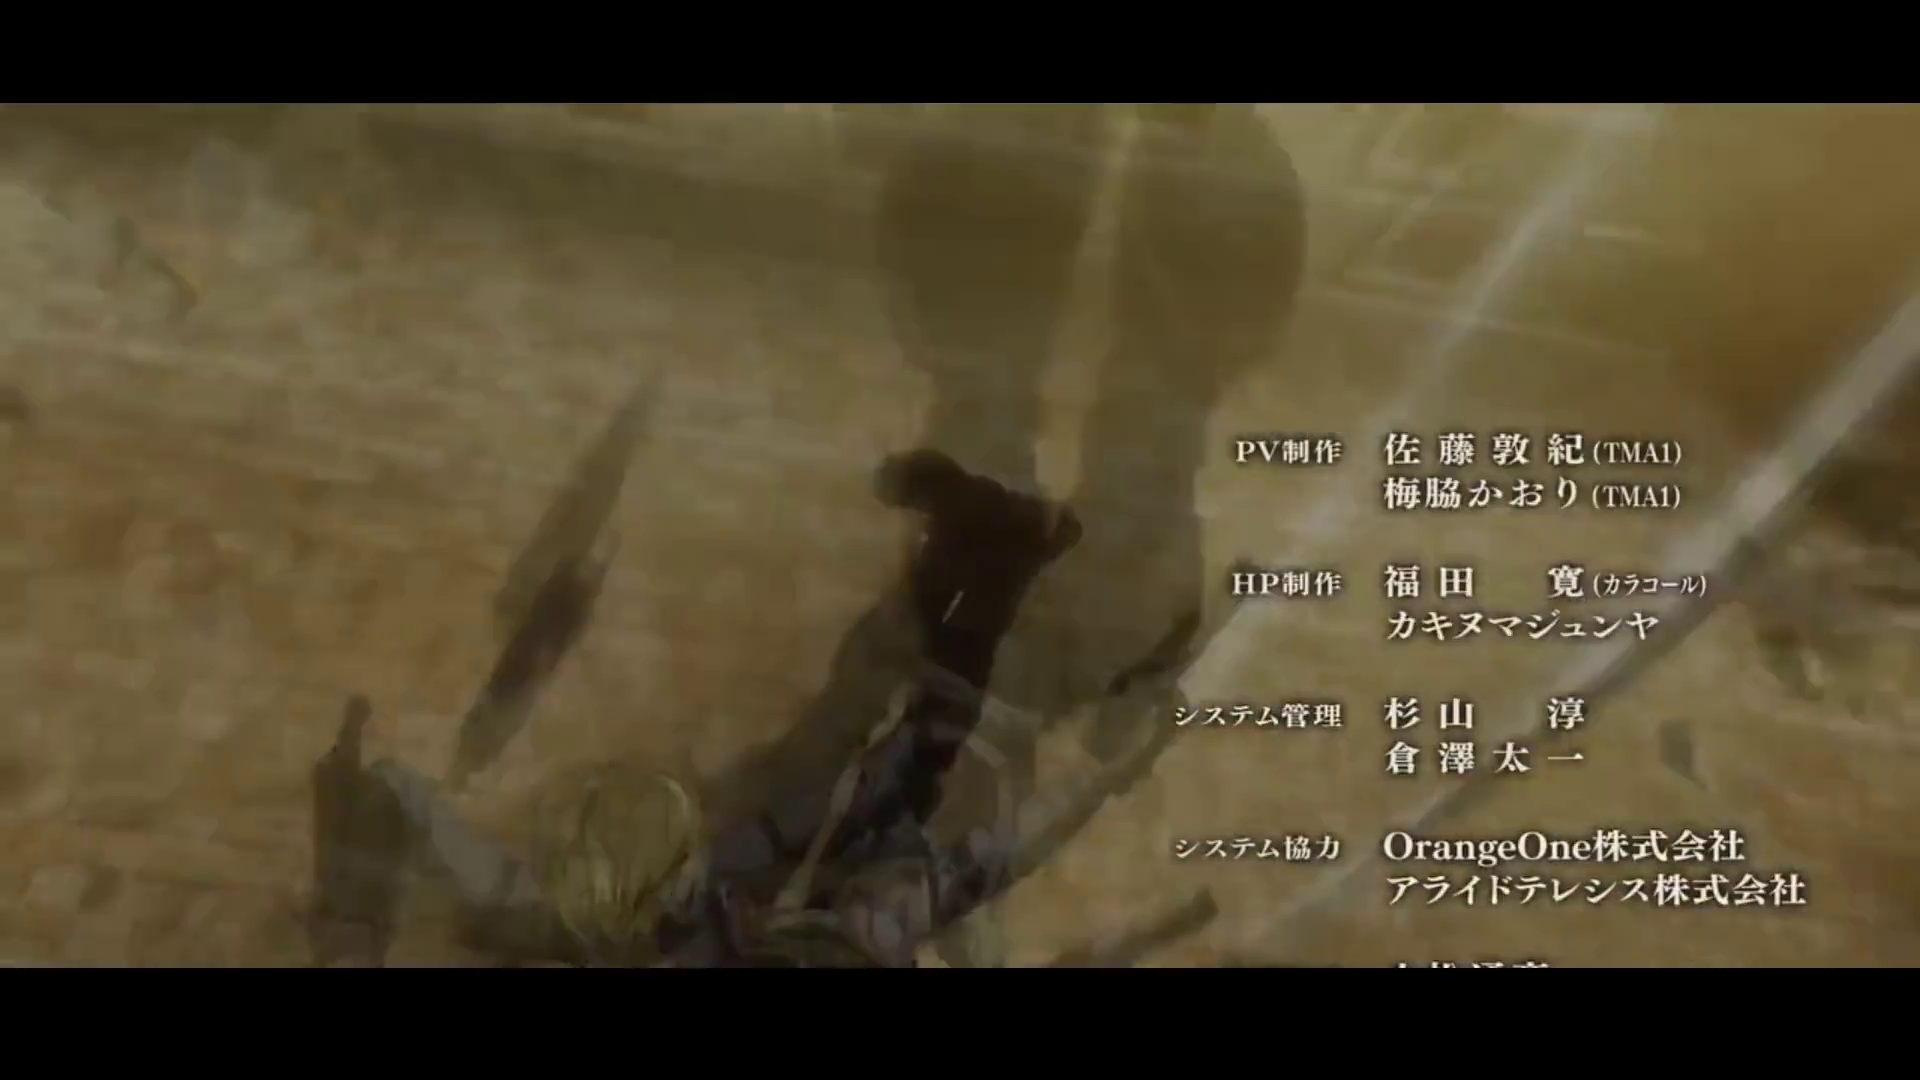 PV制作 佐藤敦紀(TMA1)
梅脇かおり(TMA1)
HP制作 福田 寛(カラコール)
カキヌマジュンヤ
システム管理 杉山 淳
倉澤太一
システム協力 OrangeOne株式会社
アライドテレシス株式会社